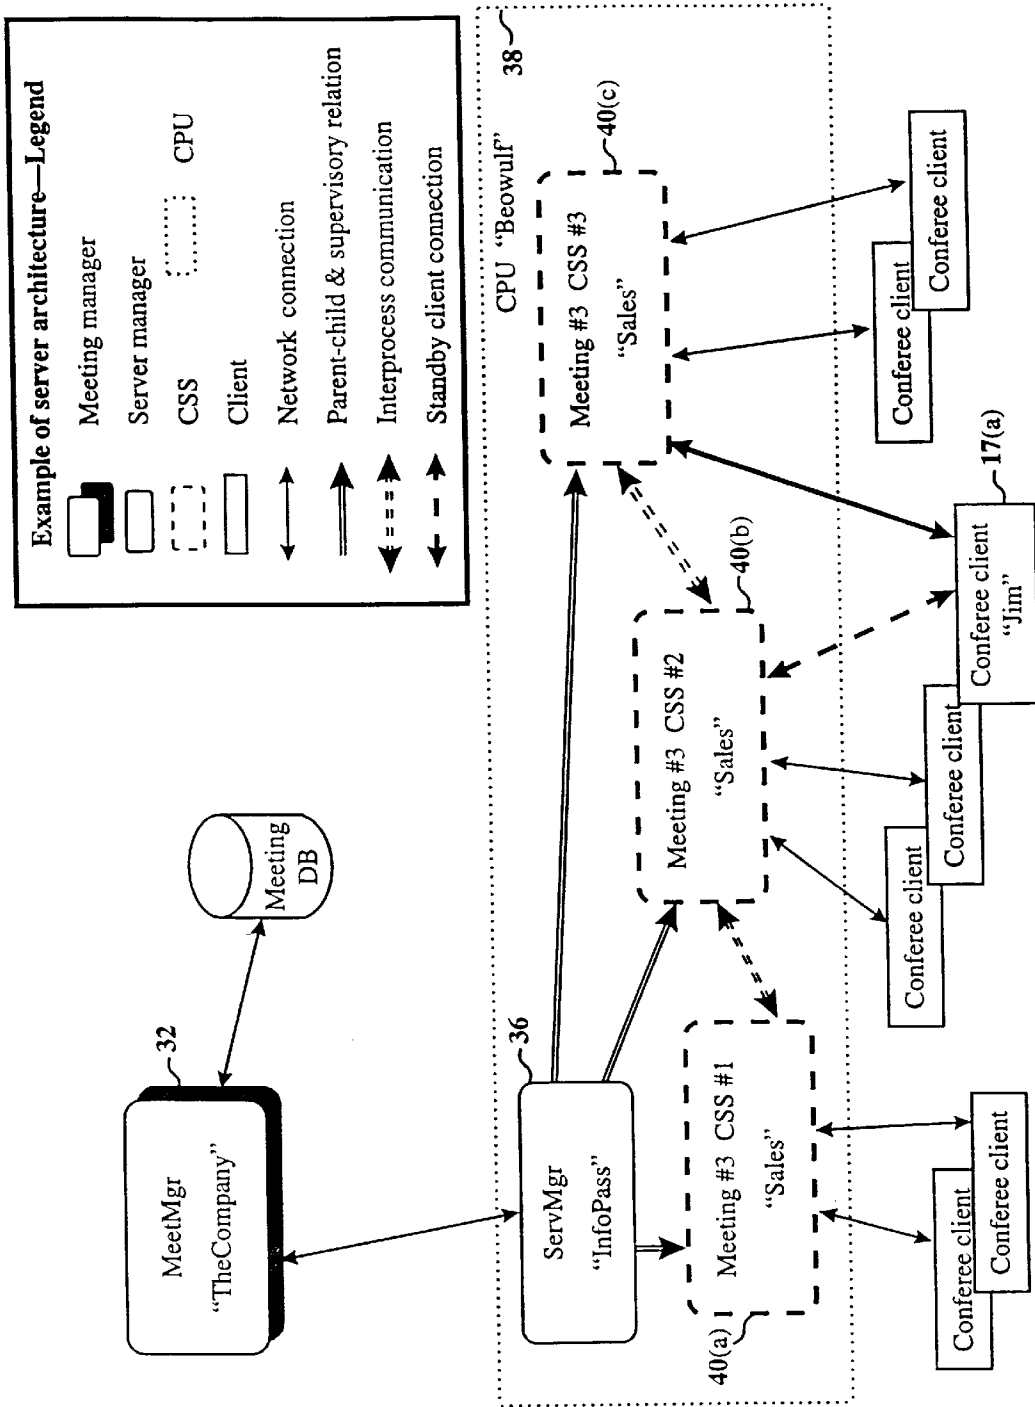 Example of server architecture—Legend
Meeting manager
Server manager
CSS
CPU
Client
Network connection
Parent-child & supervisory relation
Interprocess communication
Standby client connection
32
MeetMgr
“TheCompany”
Meeting
DB
36
ServMgr
“InfoPass”
CPU “Beowulf”
38
40(a)
Meeting #3 CSS #1
“Sales”
40(b)
Meeting #3 CSS #2
“Sales”
40(c)
Meeting #3 CSS #3
“Sales”
Conferee client
Conferee client
Conferee client
Conferee client
Conferee client
“Jim”
17(a)
Conferee client
Conferee client